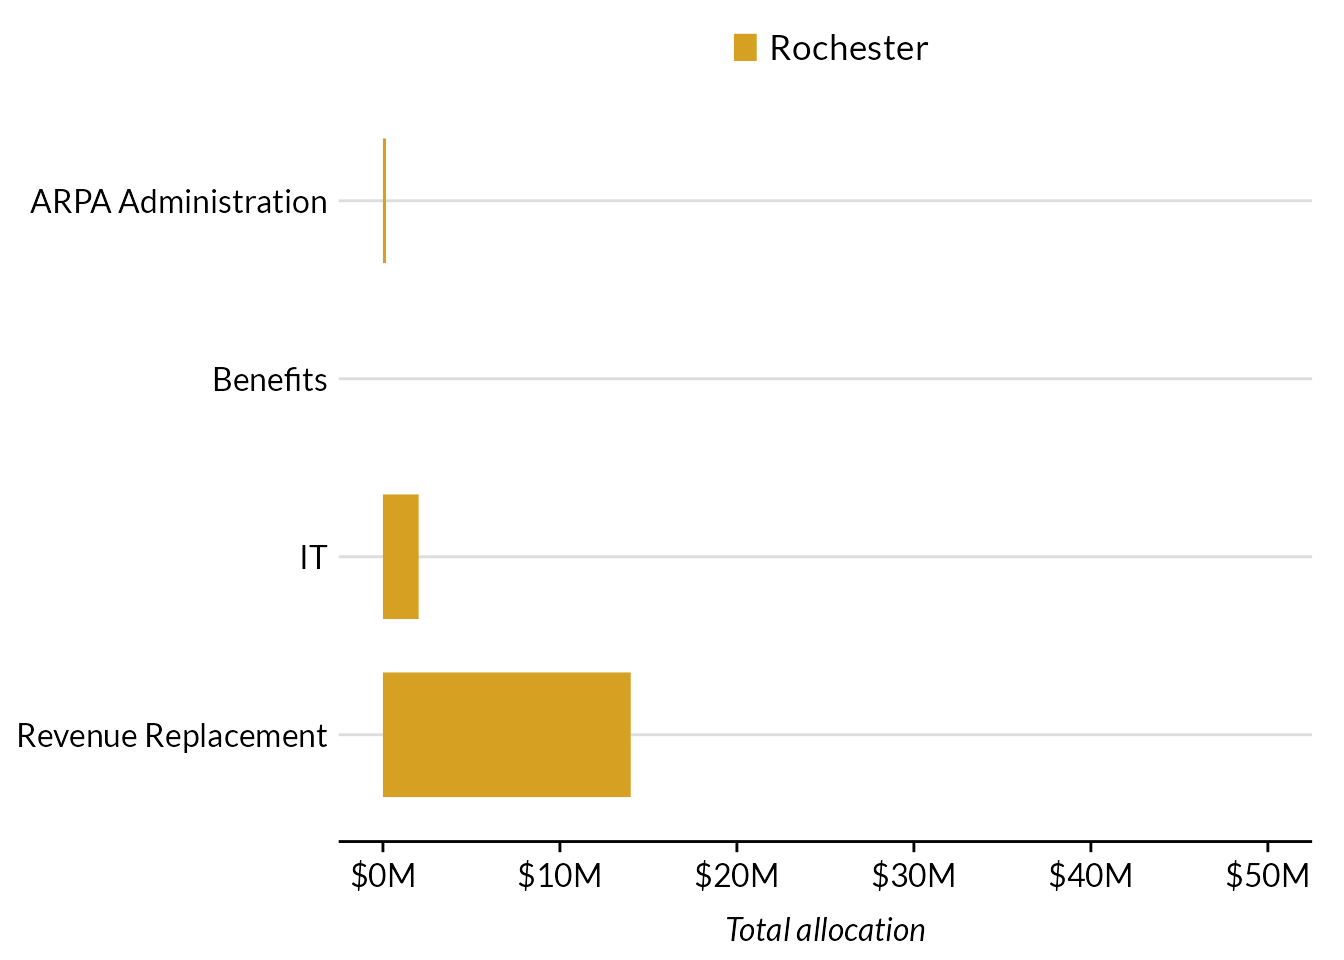 Rochester
ARPA Administration
Benefits
IT
Revenue Replacement
$0M $10M $20M $30M $40M $50M
Total allocation